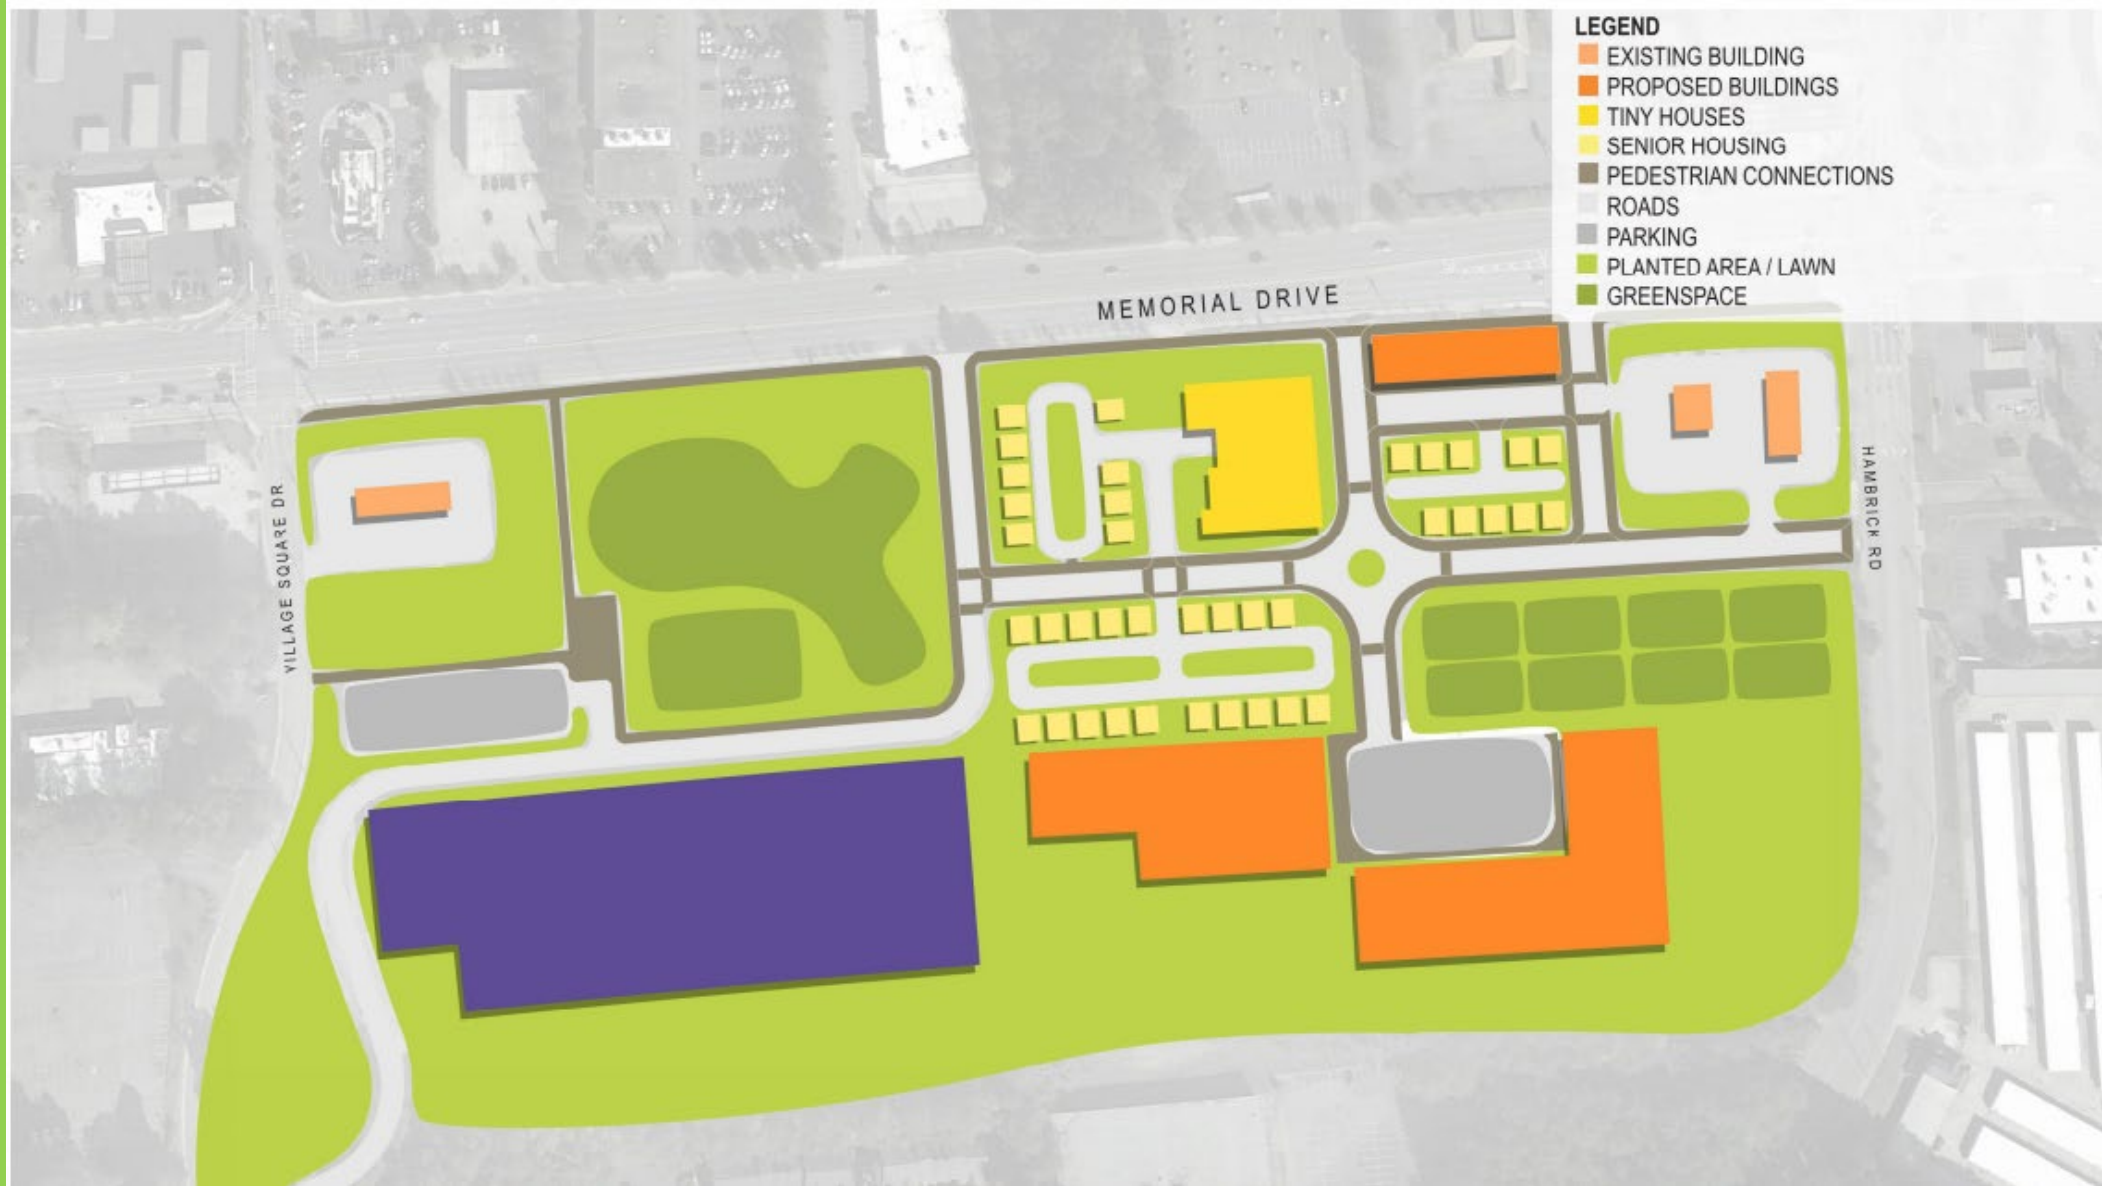 LEGEND
EXISTING BUILDING
PROPOSED BUILDINGS
TINY HOUSES
SENIOR HOUSING
PEDESTRIAN CONNECTIONS
ROADS
PARKING
PLANTED AREA / LAWN
GREENSPACE
MEMORIAL DRIVE
VILLAGE SQUARE DR
HAMBRICK RD